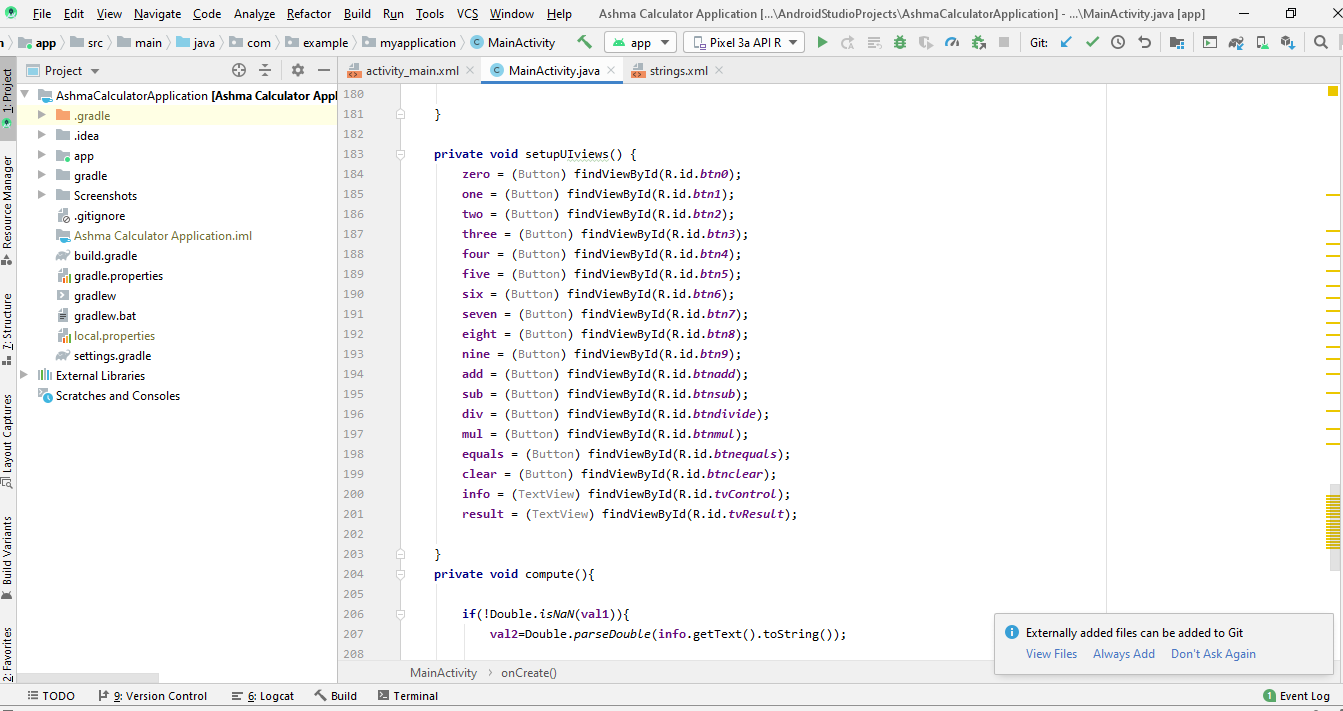 File Edit View Navigate Code Analyze Refactor Build Run Tools VCS Window Help Ashma Calculator Application [...\AndroidStudioProjects\AshmaCalculatorApplication] - ...\MainActivity.java [app]
app src main java com example myapplication MainActivity app Pixel 3a API R Git:
Project activity_main.xml MainActivity.java strings.xml
1: Project
Resource Manager
7: Structure
Layout Captures
Build Variants
2: Favorites
AshmaCalculatorApplication [Ashma Calculator Appl
.gradle
.idea
app
gradle
Screenshots
.gitignore
Ashma Calculator Application.iml
build.gradle
gradle.properties
gradlew
gradlew.bat
local.properties
settings.gradle
External Libraries
Scratches and Consoles
180
181 }
182
183 private void setupUIviews() {
184 zero = (Button) findViewById(R.id.btn0);
185 one = (Button) findViewById(R.id.btn1);
186 two = (Button) findViewById(R.id.btn2);
187 three = (Button) findViewById(R.id.btn3);
188 four = (Button) findViewById(R.id.btn4);
189 five = (Button) findViewById(R.id.btn5);
190 six = (Button) findViewById(R.id.btn6);
191 seven = (Button) findViewById(R.id.btn7);
192 eight = (Button) findViewById(R.id.btn8);
193 nine = (Button) findViewById(R.id.btn9);
194 add = (Button) findViewById(R.id.btnadd);
195 sub = (Button) findViewById(R.id.btnsub);
196 div = (Button) findViewById(R.id.btndivide);
197 mul = (Button) findViewById(R.id.btnmul);
198 equals = (Button) findViewById(R.id.btnequals);
199 clear = (Button) findViewById(R.id.btnclear);
200 info = (TextView) findViewById(R.id.tvControl);
201 result = (TextView) findViewById(R.id.tvResult);
202
203 }
204 private void compute(){
205
206 if(!Double.isNaN(val1)){
207 val2=Double.parseDouble(info.getText().toString());
208
Externally added files can be added to Git
View Files Always Add Don't Ask Again
MainActivity onCreate()
TODO 9: Version Control 6: Logcat Build Terminal 1 Event Log